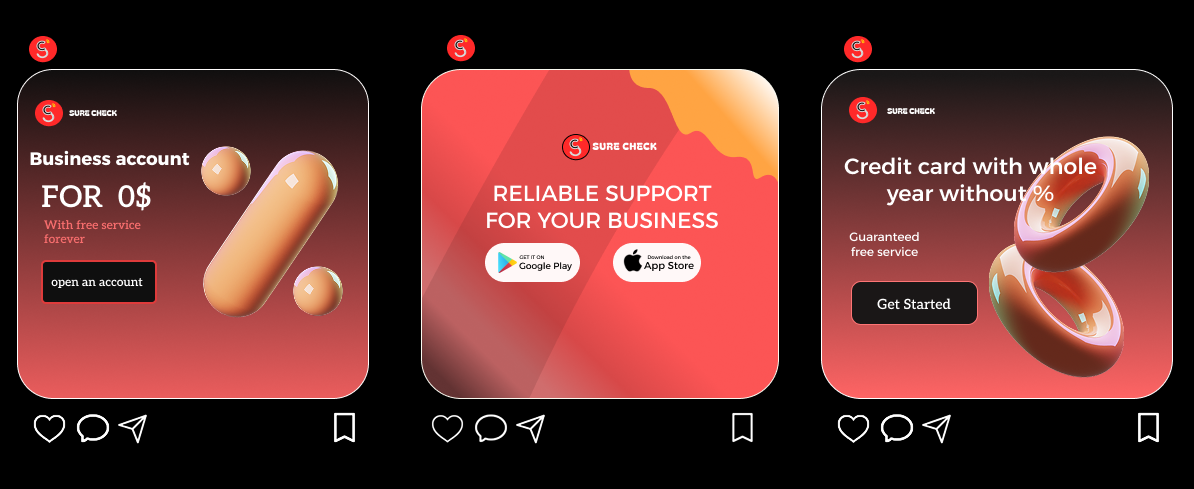 SURE CHECK
Business account
FOR 0$
With free service
forever
open an account
SURE CHECK
RELIABLE SUPPORT
FOR YOUR BUSINESS
GET IT ON
Google Play
Download on the
App Store
SURE CHECK
Credit card with whole
year without %
Guaranteed
free service
Get Started